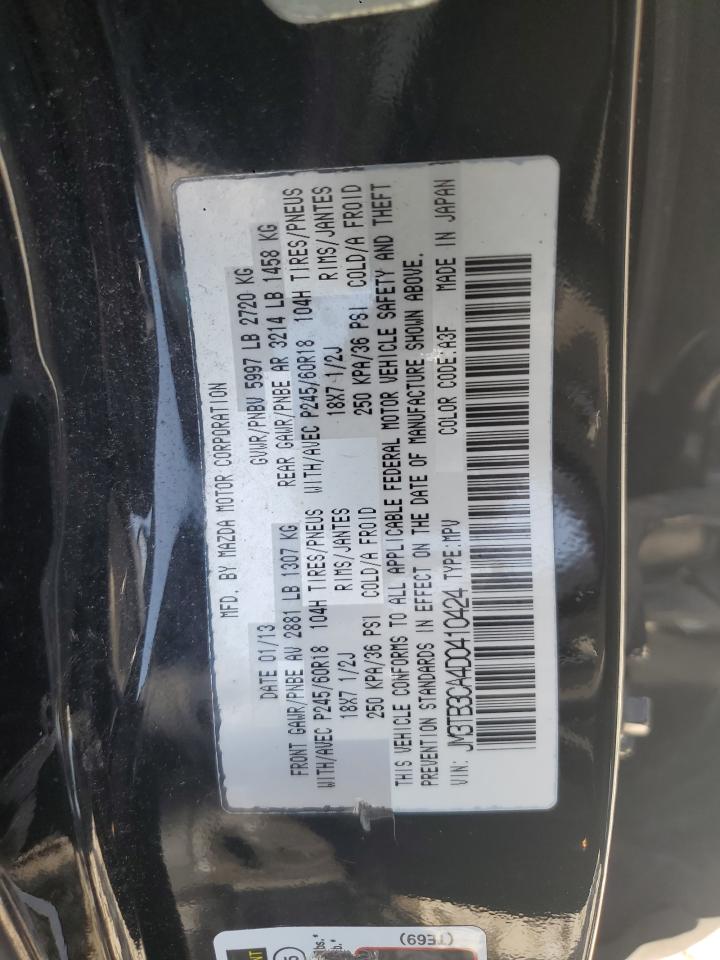 MFD. BY MAZDA MOTOR CORPORATION
DATE 01/13 GVWR/PNBV 5997 LB 2720 KG
FRONT GAWR/PNBE AV 2881 LB 1307 KG REAR GAWR/PNBE AR 3214 LB 1458 KG
WITH/AVEC P245/60R18 104H TIRES/PNEUS WITH/AVEC P245/60R18 104H TIRES/PNEUS
18X7 1/2J RIMS/JANTES 18X7 1/2J RIMS/JANTES
250 KPA/36 PSI COLD/A FROID 250 KPA/36 PSI COLD/A FROID
THIS VEHICLE CONFORMS TO ALL APPLICABLE FEDERAL MOTOR VEHICLE SAFETY AND THEFT
PREVENTION STANDARDS IN EFFECT ON THE DATE OF MANUFACTURE SHOWN ABOVE.
VIN: JM3TB3CA4D0410424 TYPE:MPV COLOR CODE:A3F MADE IN JAPAN
(TE69)